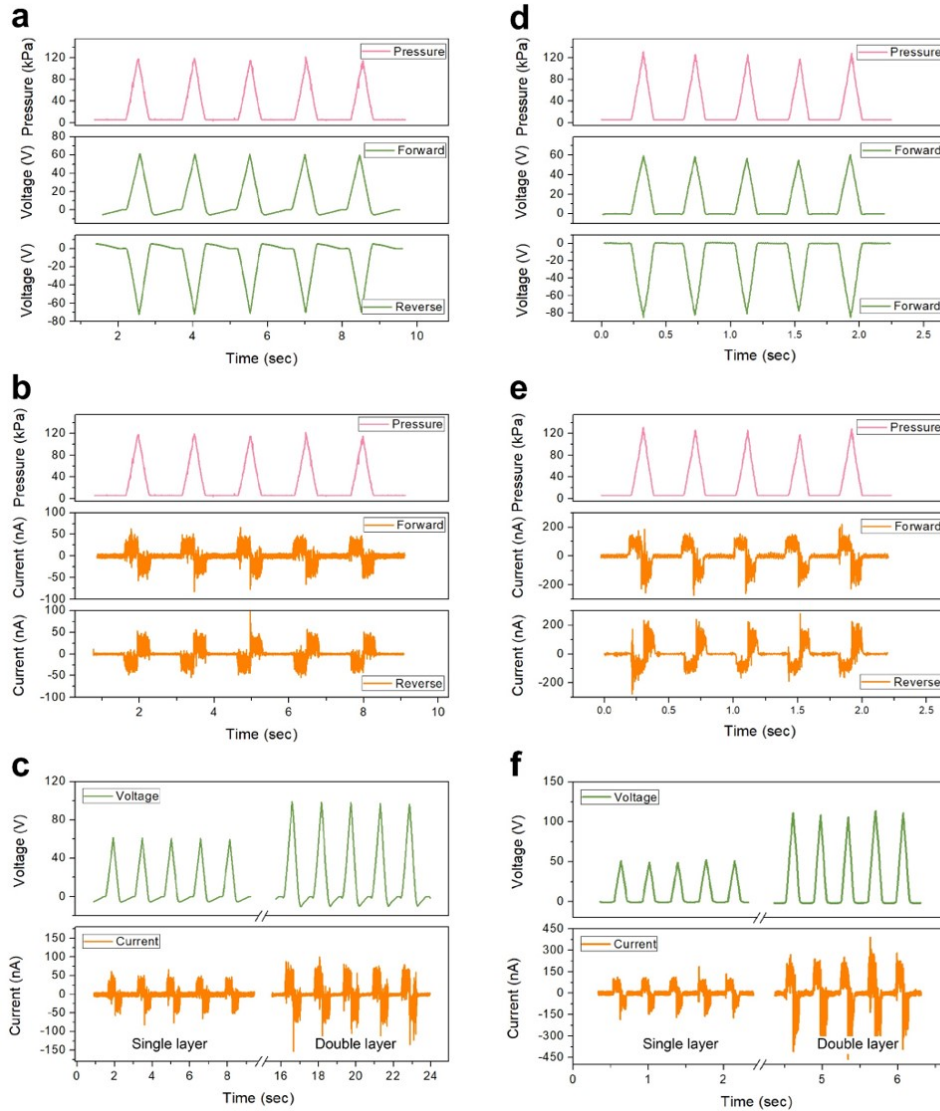 a
Pressure (kPa)
120
80
40
0
Pressure
Voltage (V)
80
60
40
20
0
Forward
Voltage (V)
0
-20
-40
-60
-80
Reverse
2 4 6 8 10
Time (sec)
d
Pressure (kPa)
120
80
40
0
Pressure
Voltage (V)
60
40
20
0
Forward
Voltage (V)
0
-20
-40
-60
-80
Forward
0.0 0.5 1.0 1.5 2.0 2.5
Time (sec)
b
Pressure (kPa)
120
80
40
0
Pressure
Current (nA)
100
50
0
-50
-100
Forward
Current (nA)
100
50
0
-50
-100
Reverse
2 4 6 8 10
Time (sec)
e
Pressure (kPa)
120
80
40
0
Pressure
Current (nA)
200
0
-200
Forward
Current (nA)
200
0
-200
Reverse
0.0 0.5 1.0 1.5 2.0 2.5
Time (sec)
c
Voltage (V)
120
80
40
0
Voltage
Current (nA)
150
100
50
0
-50
-100
-150
Current
Single layer
Double layer
0 2 4 6 8 16 18 20 22 24
Time (sec)
f
Voltage (V)
150
100
50
0
Voltage
Current (nA)
450
300
150
0
-150
-300
-450
Current
Single layer
Double layer
0 1 2 5 6
Time (sec)